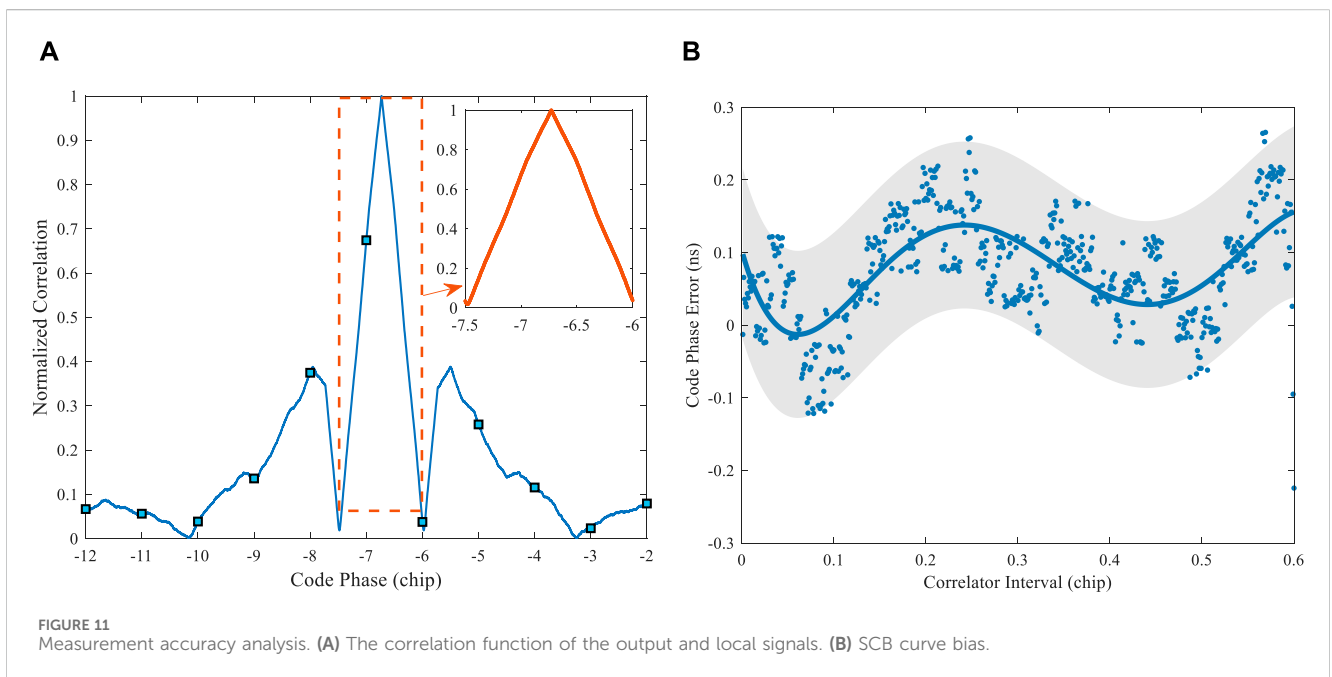 A
B
1
0.9
0.8
0.7
0.6
0.5
0.4
0.3
0.2
0.1
0
Normalized Correlation
-12 -11 -10 -9 -8 -7 -6 -5 -4 -3 -2
Code Phase (chip)
1
0.8
0.6
0.4
0.2
0
-7.5 -7 -6.5 -6
0.3
0.2
0.1
0
-0.1
-0.2
-0.3
Code Phase Error (ns)
0 0.1 0.2 0.3 0.4 0.5 0.6
Correlator Interval (chip)
FIGURE 11
Measurement accuracy analysis. (A) The correlation function of the output and local signals. (B) SCB curve bias.